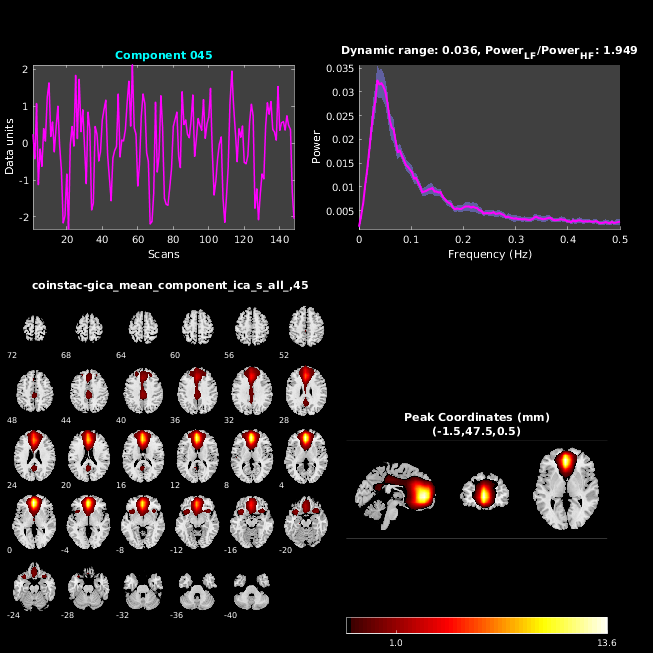 Component 045
2
1
0
-1
-2
Data units
20 40 60 80 100 120 140
Scans
Dynamic range: 0.036, PowerLF/PowerHF: 1.949
0.035
0.03
0.025
0.02
0.015
0.01
0.005
Power
0 0.1 0.2 0.3 0.4 0.5
Frequency (Hz)
coinstac-gica_mean_component_ica_s_all_,45
72 68 64 60 56 52
48 44 40 36 32 28
24 20 16 12 8 4
0 -4 -8 -12 -16 -20
-24 -28 -32 -36 -40
Peak Coordinates (mm)
(-1.5,47.5,0.5)
1.0 13.6